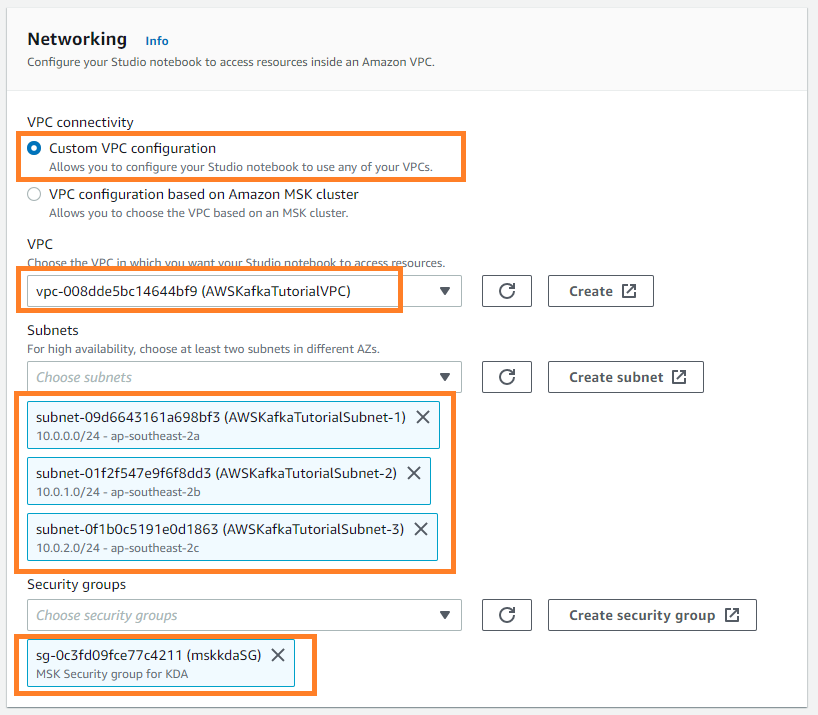 Networking Info
Configure your Studio notebook to access resources inside an Amazon VPC.
VPC connectivity
Custom VPC configuration
Allows you to configure your Studio notebook to use any of your VPCs.
VPC configuration based on Amazon MSK cluster
Allows you to choose the VPC based on an MSK cluster.
VPC
Choose the VPC in which you want your Studio notebook to access resources.
vpc-008dde5bc14644bf9 (AWSKafkaTutorialVPC)
Create
Subnets
For high availability, choose at least two subnets in different AZs.
Choose subnets
Create subnet
subnet-09d6643161a698bf3 (AWSKafkaTutorialSubnet-1)
10.0.0.0/24 - ap-southeast-2a
subnet-01f2f547e9f6f8dd3 (AWSKafkaTutorialSubnet-2)
10.0.1.0/24 - ap-southeast-2b
subnet-0f1b0c5191e0d1863 (AWSKafkaTutorialSubnet-3)
10.0.2.0/24 - ap-southeast-2c
Security groups
Choose security groups
Create security group
sg-0c3fd09fce77c4211 (mskkdaSG)
MSK Security group for KDA